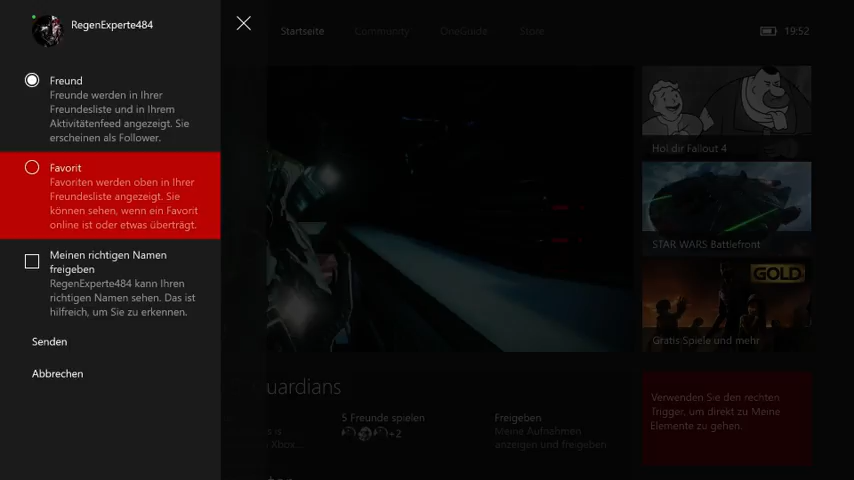 RegenExperte484
Startseite
Community
OneGuide
Store
19:52
Freund
Freunde werden in Ihrer
Freundesliste und in Ihrem
Aktivitätenfeed angezeigt. Sie
erscheinen als Follower.
Favorit
Favoriten werden oben in Ihrer
Freundesliste angezeigt. Sie
können sehen, wenn ein Favorit
online ist oder etwas überträgt.
Meinen richtigen Namen
freigeben
RegenExperte484 kann Ihren
richtigen Namen sehen. Das ist
hilfreich, um Sie zu erkennen.
Senden
Abbrechen
Hol dir Fallout 4
STAR WARS Battlefront
GOLD
Gratis Spiele und mehr
uardians
is
Xbox...
5 Freunde spielen
+2
Freigeben
Meine Aufnahmen
anzeigen und freigeben
Verwenden Sie den rechten
Trigger, um direkt zu Meine
Elemente zu gehen.